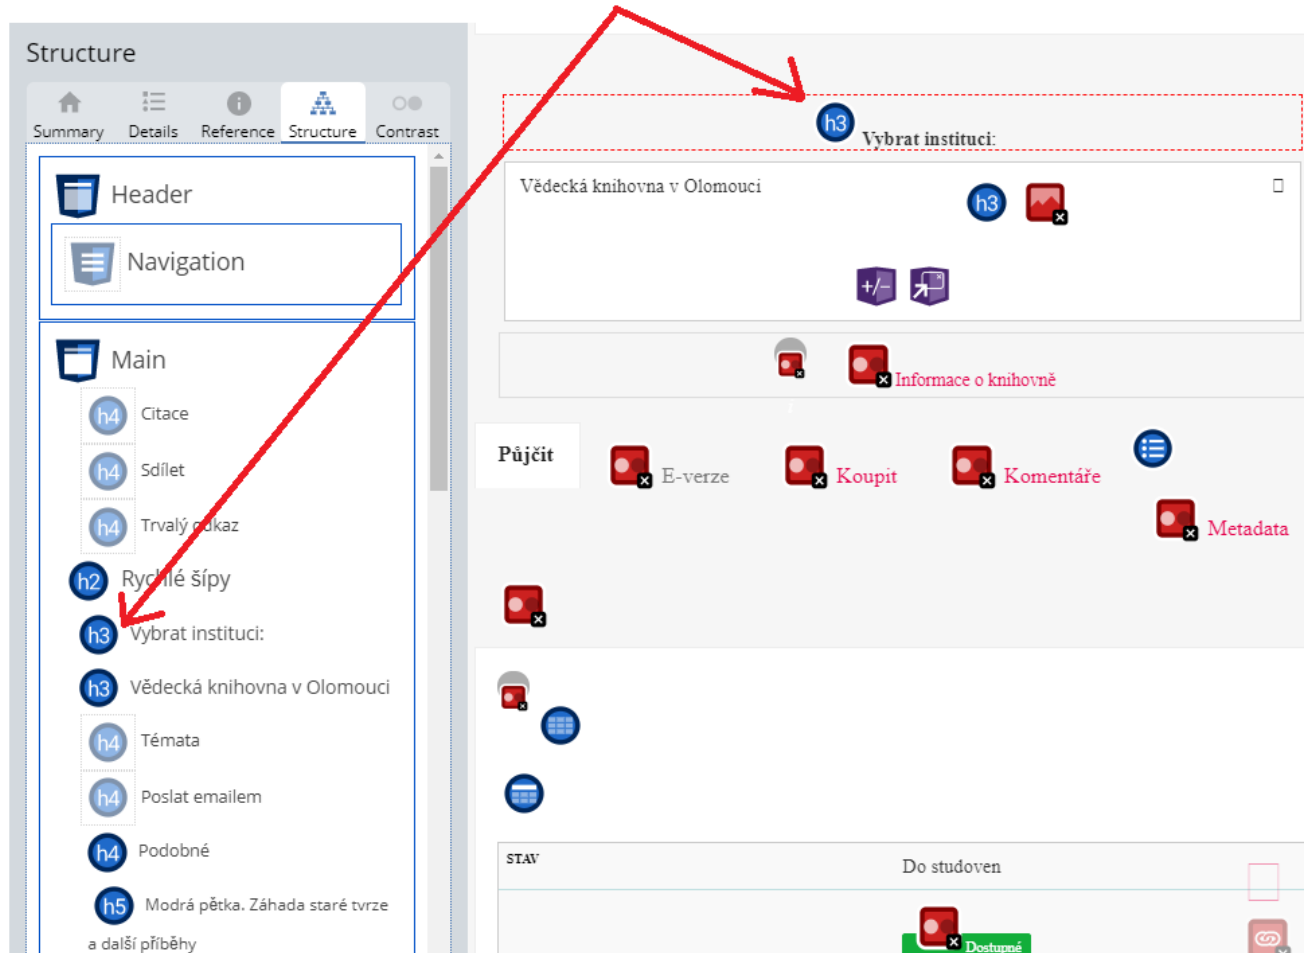 Structure
Summary
Details
Reference
Structure
Contrast
Header
Navigation
Main
h4 Citace
h4 Sdílet
h4 Trvalý odkaz
h2 Rychlé šípy
h3 Vybrat instituci:
h3 Vědecká knihovna v Olomouci
h4 Témata
h4 Poslat emailem
h4 Podobné
h5 Modrá pětka. Záhada staré tvrze
a další příběhy
h3 Vybrat instituci:
Vědecká knihovna v Olomouci
h3
+/-
Informace o knihovně
Půjčit
E-verze
Koupit
Komentáře
Metadata
STAV
Do studoven
Dostupné